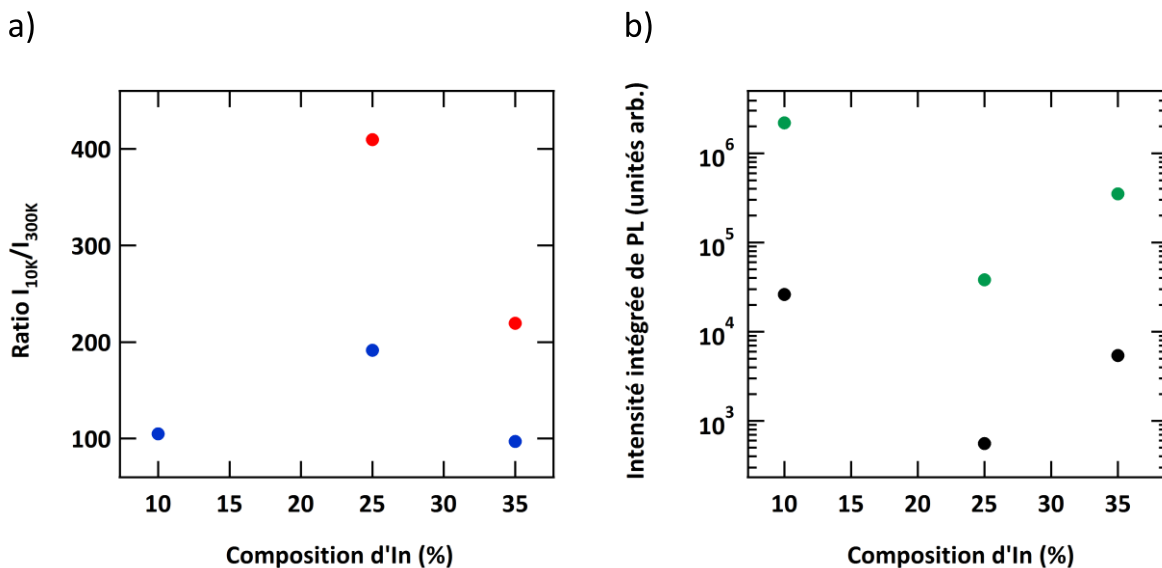 a)
Ratio I10K/I300K
400
300
200
100
10 15 20 25 30 35
Composition d'In (%)
b)
Intensité intégrée de PL (unités arb.)
10^6
10^5
10^4
10^3
10 15 20 25 30 35
Composition d'In (%)